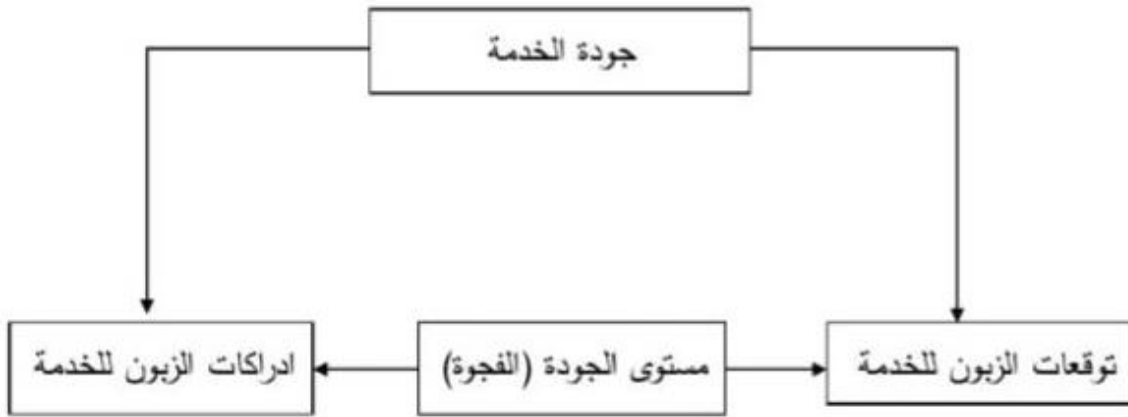 جودة الخدمة
توقعات الزبون للخدمة
مستوى الجودة (الفجوة)
ادراكات الزبون للخدمة